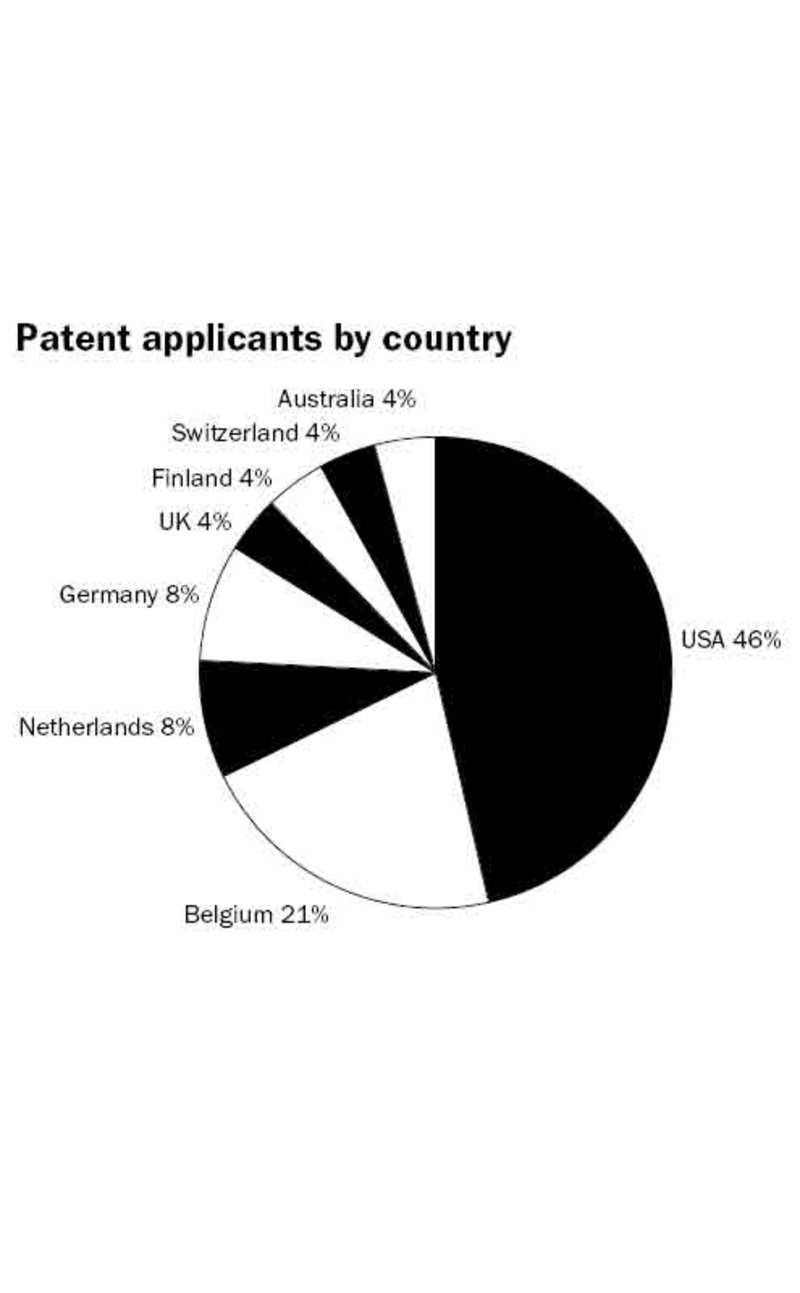 Patent applicants by country
Australia 4%
Switzerland 4%
Finland 4%
UK 4%
Germany 8%
USA 46%
Netherlands 8%
Belgium 21%